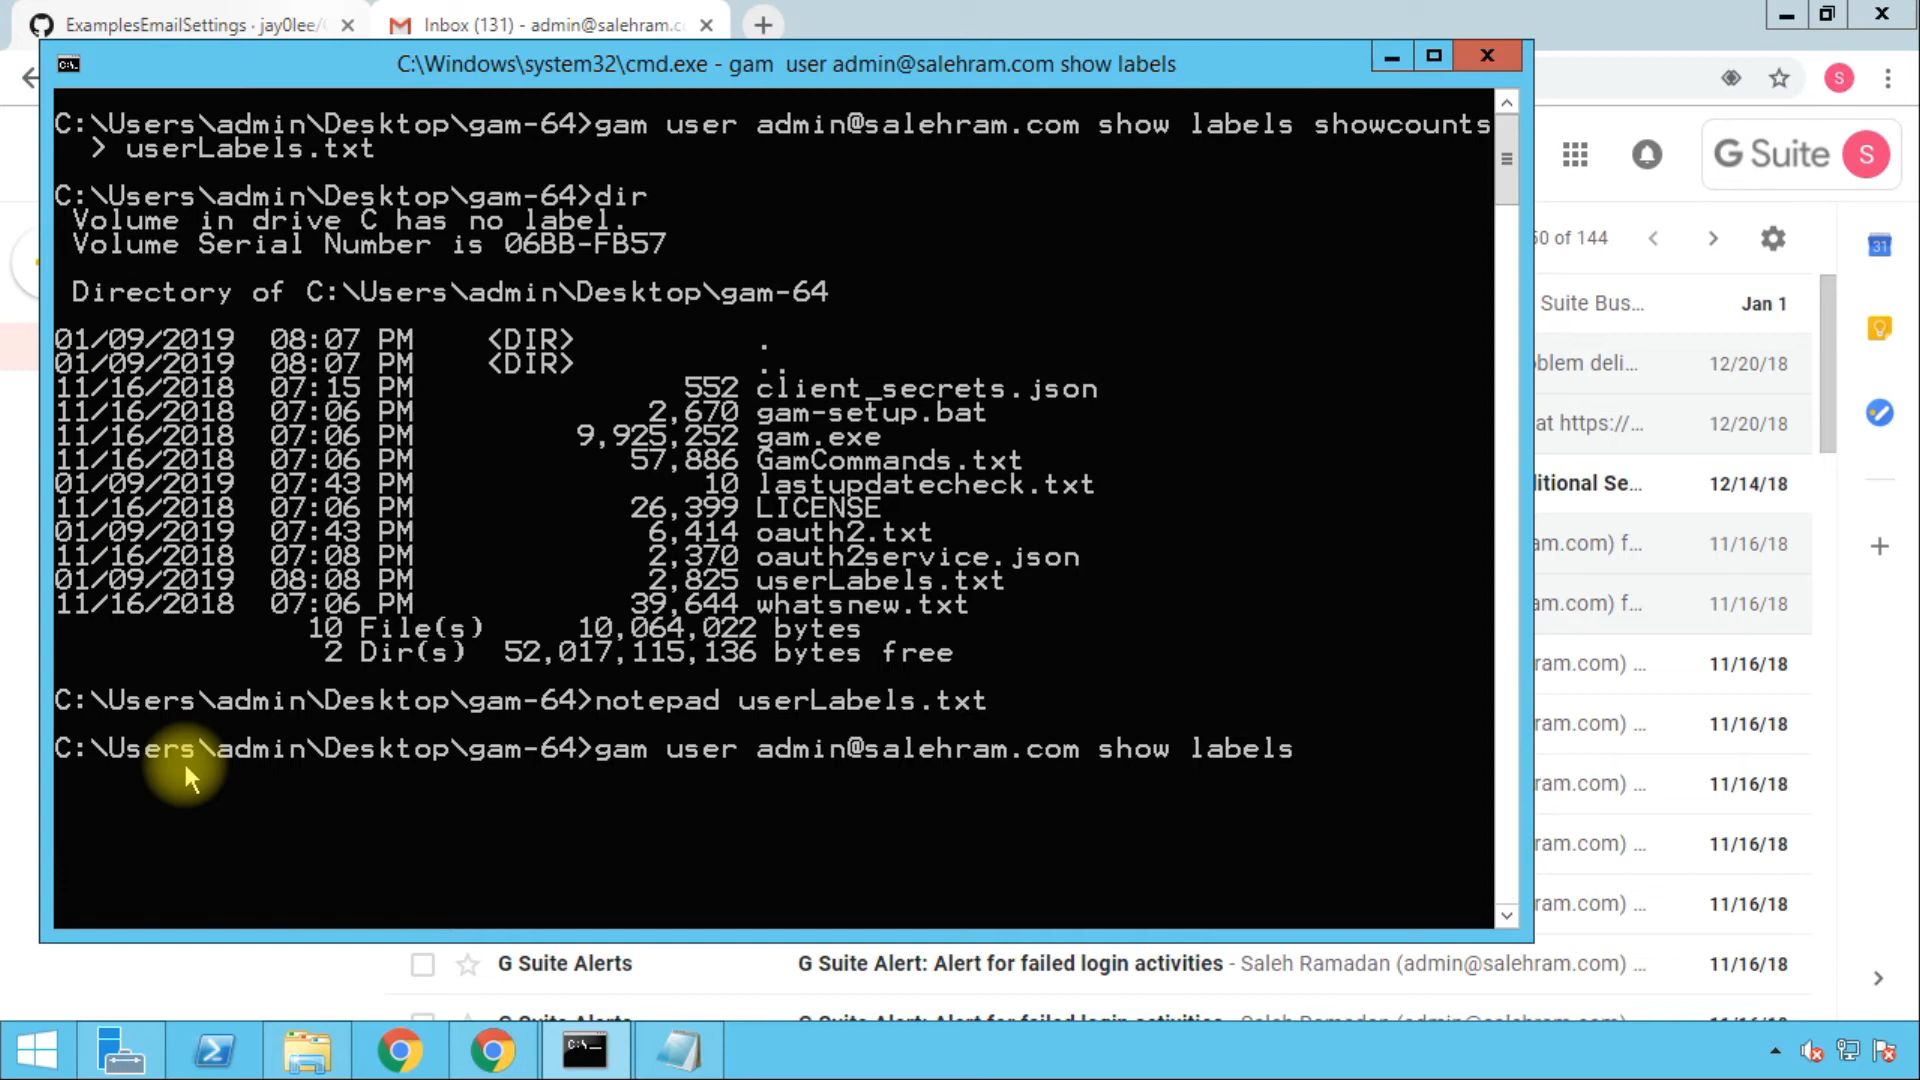 ExamplesEmailSettings · jay0lee/
Inbox (131) - admin@salehram.c
C:\Windows\system32\cmd.exe - gam  user admin@salehram.com show labels
C:\Users\admin\Desktop\gam-64>gam user admin@salehram.com show labels showcounts
> userLabels.txt
C:\Users\admin\Desktop\gam-64>dir
Volume in drive C has no label.
Volume Serial Number is 06BB-FB57
Directory of C:\Users\admin\Desktop\gam-64
01/09/2019  08:07 PM    <DIR>          .
01/09/2019  08:07 PM    <DIR>          ..
11/16/2018  07:15 PM               552 client_secrets.json
11/16/2018  07:06 PM             2,670 gam-setup.bat
11/16/2018  07:06 PM         9,925,252 gam.exe
11/16/2018  07:06 PM            57,886 GamCommands.txt
01/09/2019  07:43 PM                10 lastupdatecheck.txt
11/16/2018  07:06 PM            26,399 LICENSE
01/09/2019  07:43 PM             6,414 oauth2.txt
11/16/2018  07:08 PM             2,370 oauth2service.json
01/09/2019  08:08 PM             2,825 userLabels.txt
11/16/2018  07:06 PM            39,644 whatsnew.txt
10 File(s)     10,064,022 bytes
2 Dir(s)  52,017,115,136 bytes free
C:\Users\admin\Desktop\gam-64>notepad userLabels.txt
C:\Users\admin\Desktop\gam-64>gam user admin@salehram.com show labels
S
G Suite S
50 of 144
31
Suite Bus... Jan 1
oblem deli... 12/20/18
at https://... 12/20/18
ditional Se... 12/14/18
am.com) f... 11/16/18
ram.com) f... 11/16/18
ram.com) ... 11/16/18
ram.com) ... 11/16/18
ram.com) ... 11/16/18
ram.com) ... 11/16/18
ram.com) ... 11/16/18
G Suite Alerts G Suite Alert: Alert for failed login activities - Saleh Ramadan (admin@salehram.com) ... 11/16/18